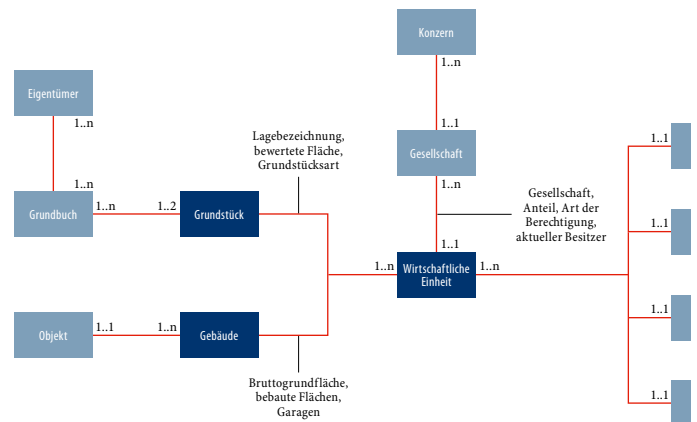 Konzern
1..n
Eigentümer
1..n
1..1
Lagebezeichnung,
bewertete Fläche,
Grundstücksart
Gesellschaft
1..1
1..n
1..n
Gesellschaft,
Anteil, Art der
Berechtigung,
aktueller Besitzer
Grundbuch
1..n
1..2
Grundstück
1..1
1..1
1..n
Wirtschaftliche
Einheit
1..n
1..1
Objekt
1..1
1..n
Gebäude
Bruttogrundfläche,
bebaute Flächen,
Garagen
1..1